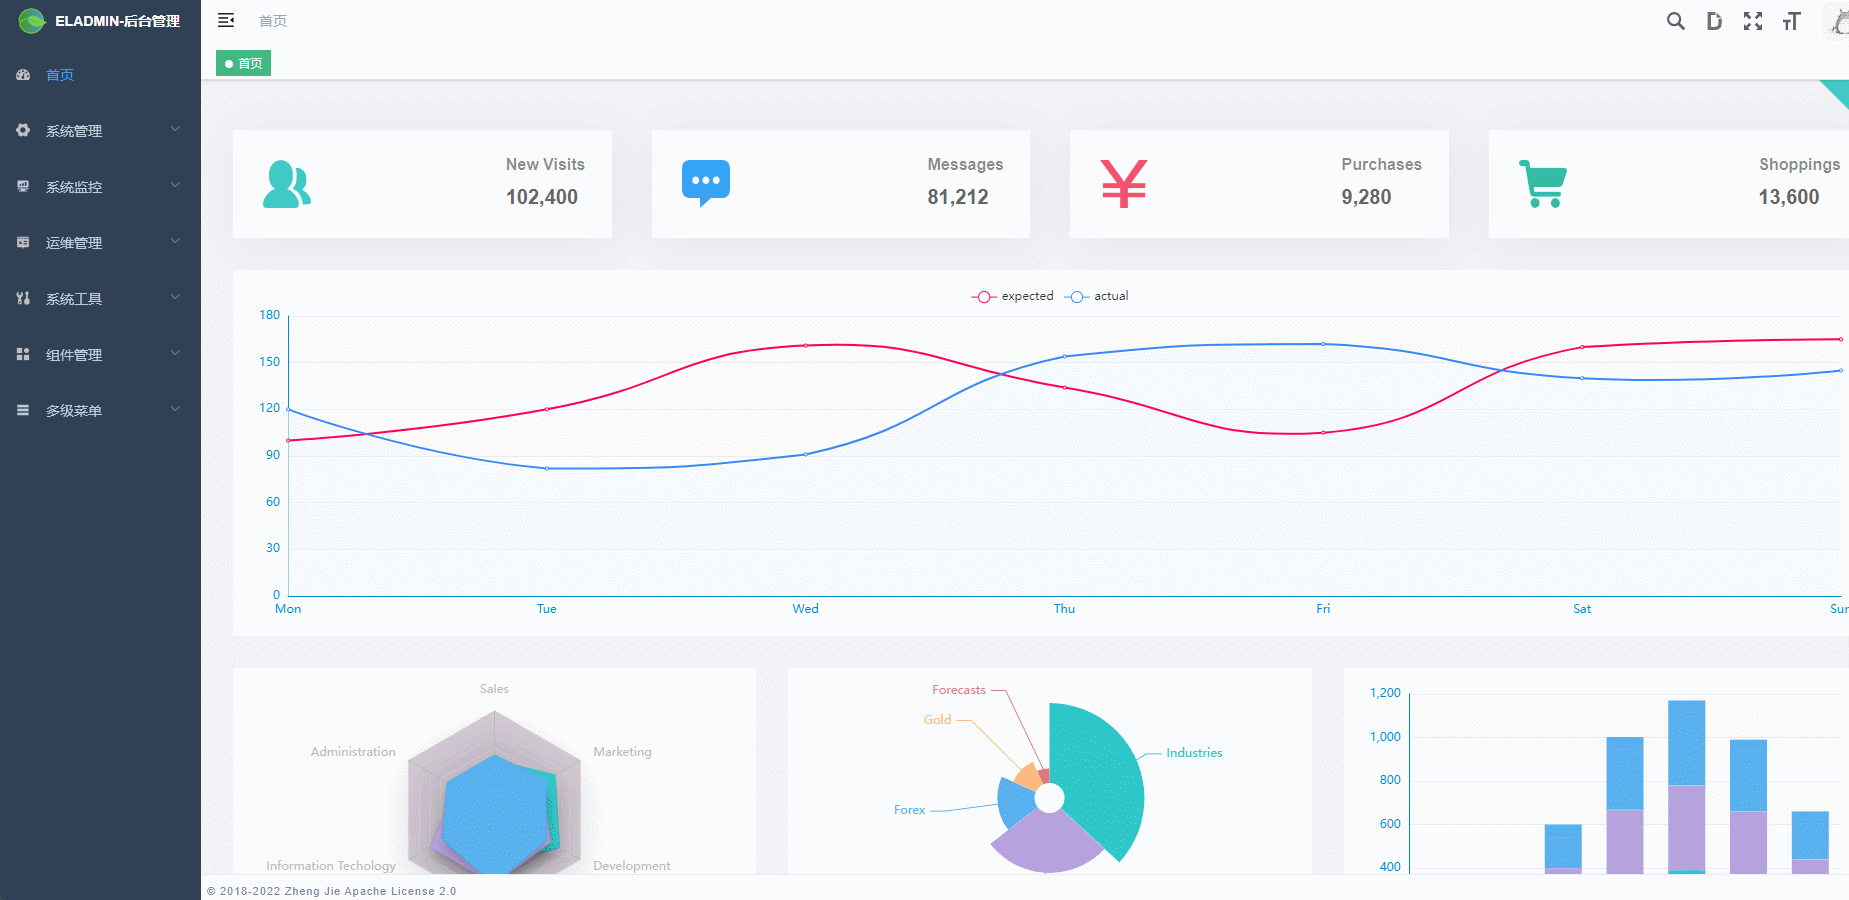 ELADMIN-后台管理
首页
系统管理
系统监控
运维管理
系统工具
组件管理
多级菜单
首页
首页
New Visits
102,400
Messages
81,212
Purchases
9,280
Shoppings
13,600
expected
actual
180
150
120
90
60
30
0
Mon
Tue
Wed
Thu
Fri
Sat
Sun
Sales
Administration
Marketing
Information Techology
Development
Forecasts
Gold
Industries
Forex
1,200
1,000
800
600
400
© 2018-2022 Zheng Jie Apache License 2.0